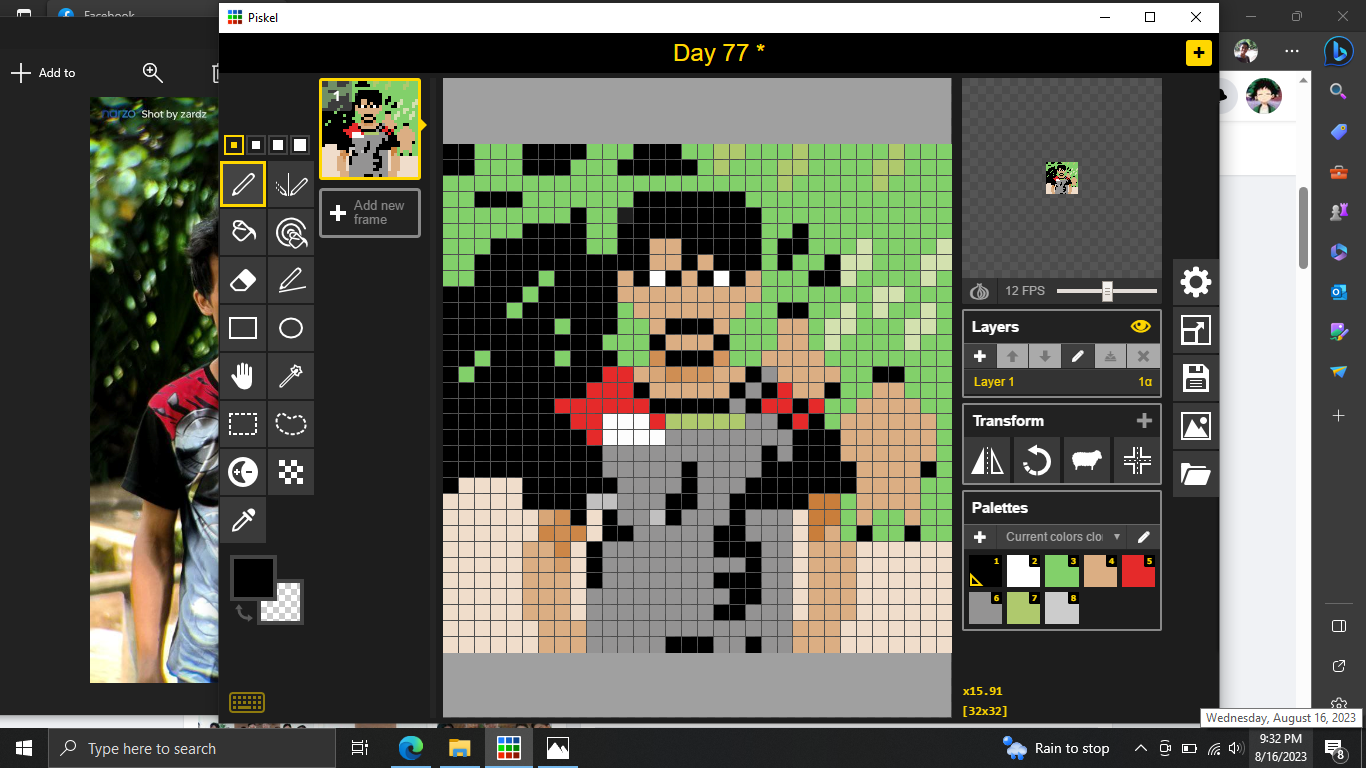 Facebook
Piskel
Day 77 *
+
Add to
narzo Shot by zardz
1
Add new
frame
12 FPS
Layers
Layer 1
1α
Transform
Palettes
Current colors clo
1
2
3
4
5
6
7
8
x15.91
[32x32]
Wednesday, August 16, 2023
Type here to search
Rain to stop
9:32 PM
8/16/2023
8